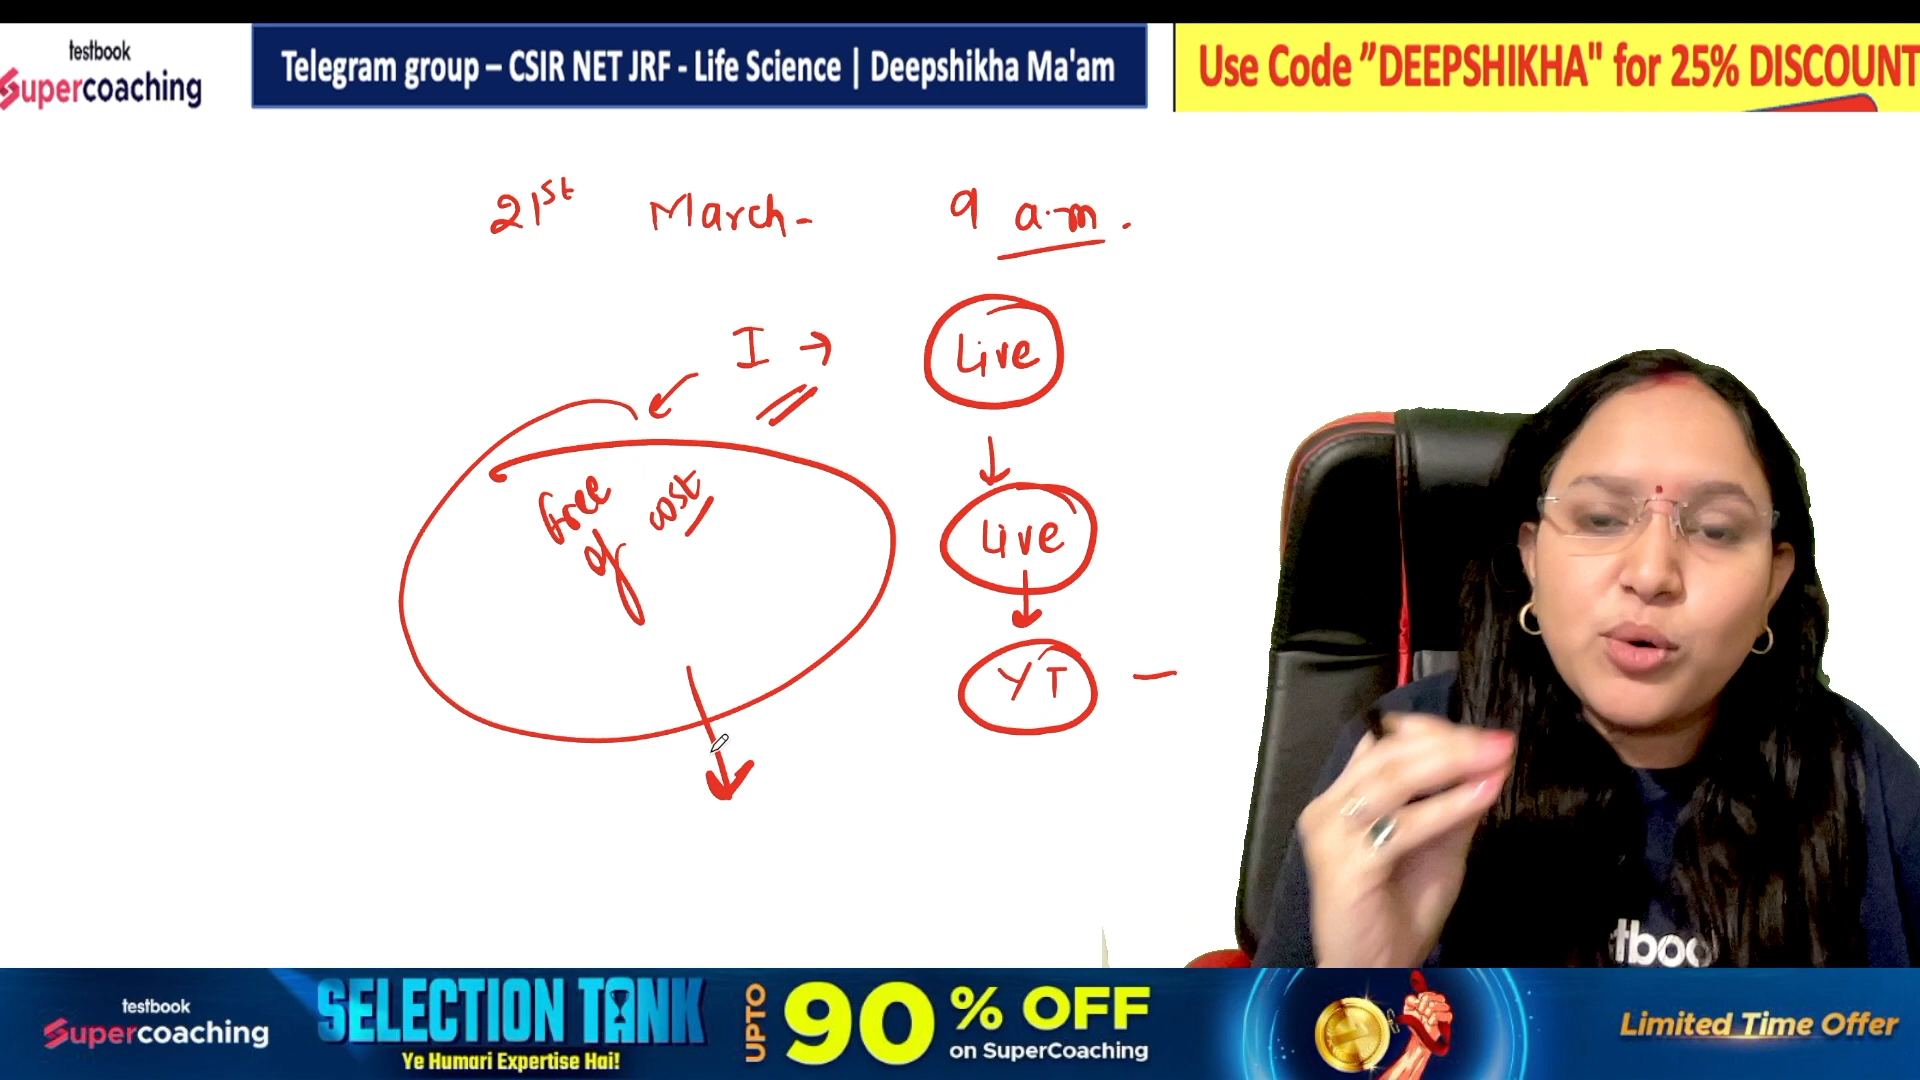 testbook
Supercoaching
Telegram group – CSIR NET JRF - Life Science | Deepshikha Ma'am
Use Code "DEEPSHIKHA" for 25% DISCOUNT
21st March- 9 a.m.
I → Live
free of cost
Live
YT —
tboo
testbook
Supercoaching
SELECTION TANK
Ye Humari Expertise Hai!
UPTO 90% OFF
on SuperCoaching
Limited Time Offer